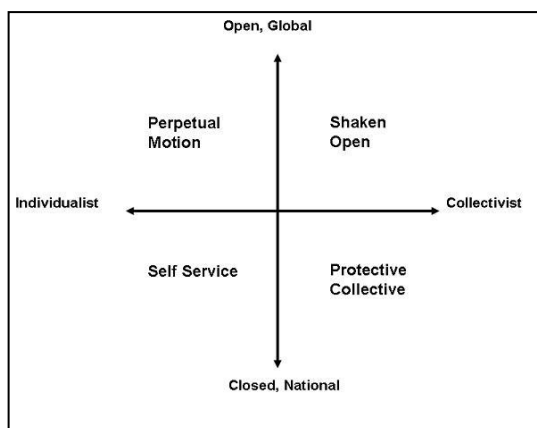 Open, Global
Perpetual
Motion
Shaken
Open
Individualist
Collectivist
Self Service
Protective
Collective
Closed, National